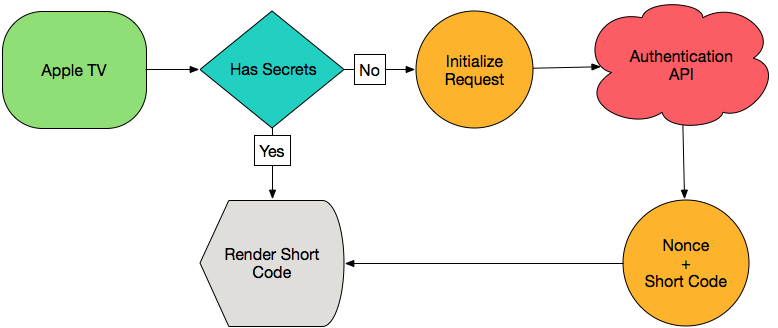 Apple TV
Has Secrets
No
Initialize
Request
Authentication
API
Yes
Render Short
Code
Nonce
+
Short Code